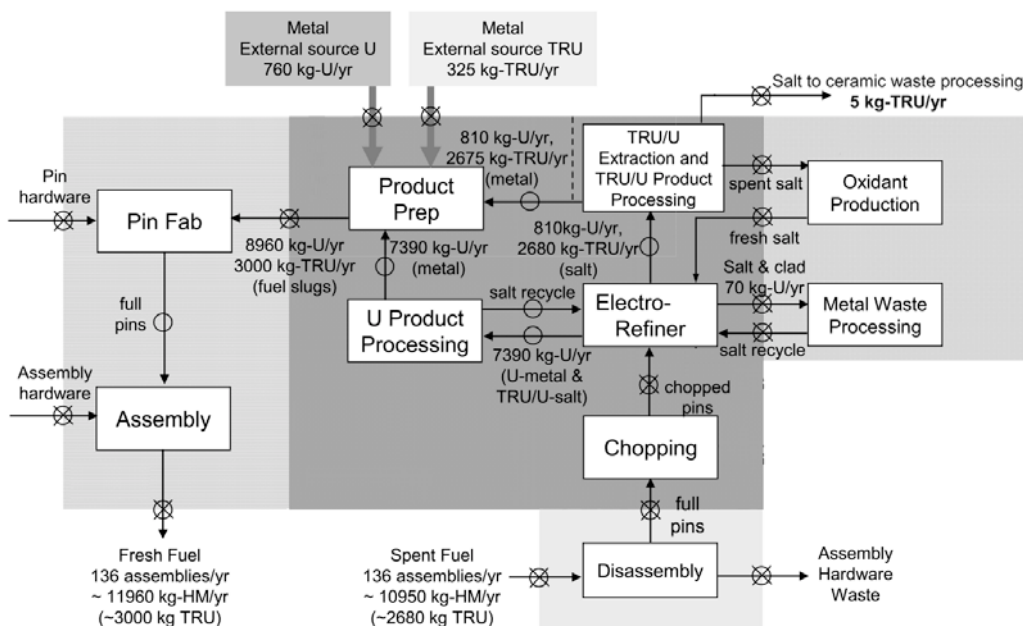 Metal
External source U
760 kg-U/yr
Metal
External source TRU
325 kg-TRU/yr
Salt to ceramic waste processing
5 kg-TRU/yr
810 kg-U/yr,
2675 kg-TRU/yr
(metal)
TRU/U
Extraction and
TRU/U Product
Processing
spent salt
Oxidant
Production
fresh salt
Pin
hardware
Pin Fab
Product
Prep
8960 kg-U/yr
3000 kg-TRU/yr
(fuel slugs)
7390 kg-U/yr
(metal)
810kg-U/yr,
2680 kg-TRU/yr
(salt)
Salt & clad
70 kg-U/yr
full
pins
U Product
Processing
salt recycle
Electro-
Refiner
Metal Waste
Processing
salt recycle
7390 kg-U/yr
(U-metal &
TRU/U-salt)
Assembly
hardware
Assembly
chopped
pins
Chopping
full
pins
Fresh Fuel
136 assemblies/yr
~ 11960 kg-HM/yr
(~3000 kg TRU)
Spent Fuel
136 assemblies/yr
~ 10950 kg-HM/yr
(~2680 kg TRU)
Disassembly
Assembly
Hardware
Waste